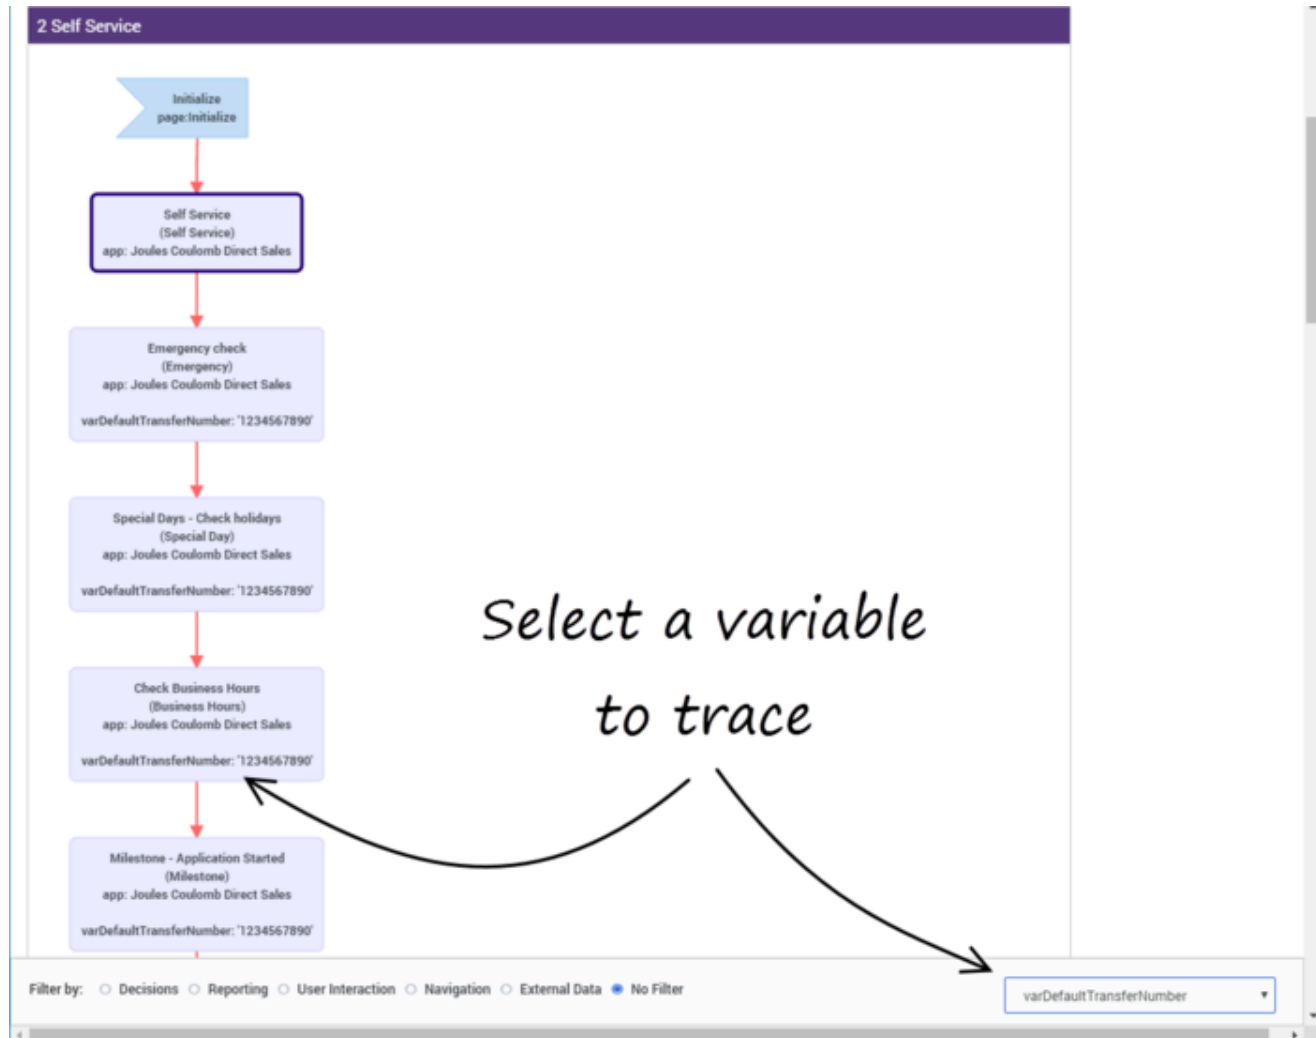 2 Self Service
Initialize
page:Initialize
Self Service
(Self Service)
app: Joules Coulomb Direct Sales
Emergency check
(Emergency)
app: Joules Coulomb Direct Sales
varDefaultTransferNumber: '1234567890'
Special Days - Check holidays
(Special Day)
app: Joules Coulomb Direct Sales
varDefaultTransferNumber: '1234567890'
Check Business Hours
(Business Hours)
app: Joules Coulomb Direct Sales
varDefaultTransferNumber: '1234567890'
Milestone - Application Started
(Milestone)
app: Joules Coulomb Direct Sales
varDefaultTransferNumber: '1234567890'
Select a variable
to trace
Filter by: Decisions Reporting User Interaction Navigation External Data No Filter
varDefaultTransferNumber